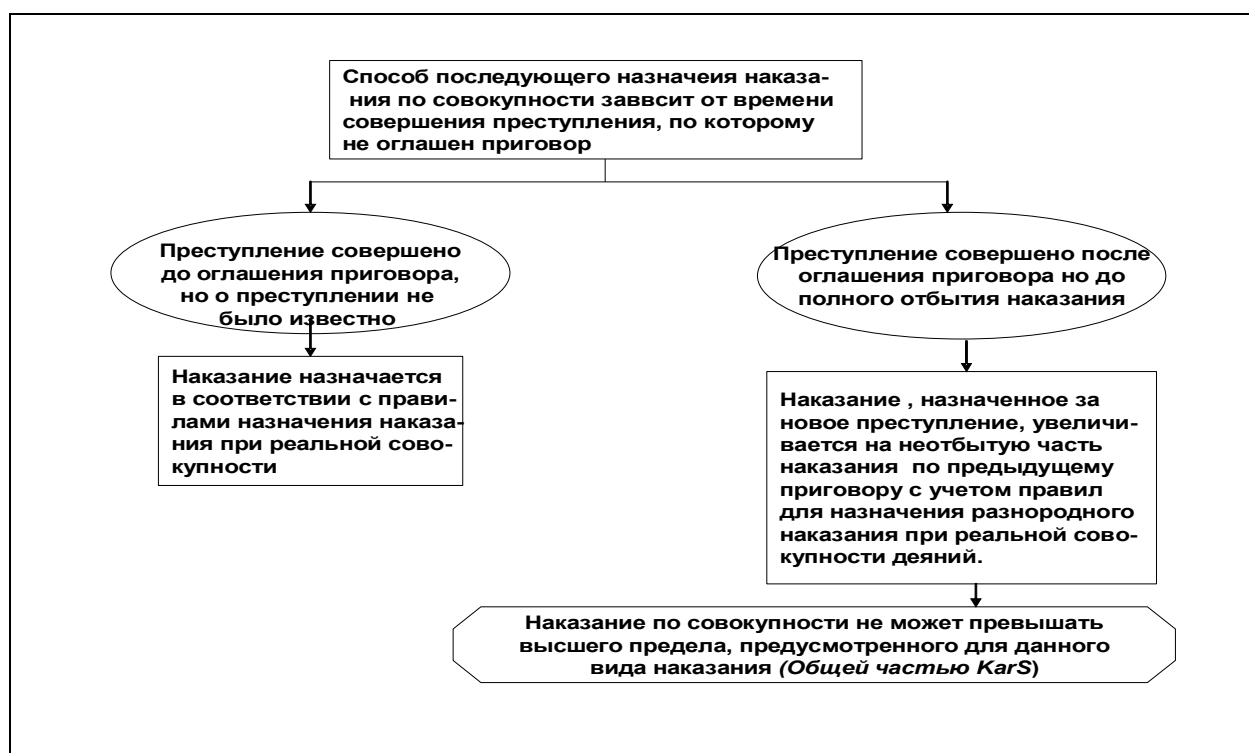 Способ последующего назначеия наказа-
ния по совокупности заввсит от времени
совершения преступления, по которому
не оглашен приговор
Преступление совершено
до оглашения приговора,
но о преступлении не
было известно
Наказание назначается
в соответствии с прави-
лами назначения наказа-
ния при реальной сово-
купности
Преступление совершено после
оглашения приговора но до
полного отбытия наказания
Наказание , назначенное за
новое преступление, увеличи-
вается на неотбытую часть
наказания по предыдущему
приговору с учетом правил
для назначения разнородного
наказания при реальной сово-
купности деяний.
Наказание по совокупности не может превышать
высшего предела, предусмотренного для данного
вида наказания (Общей частью KarS)